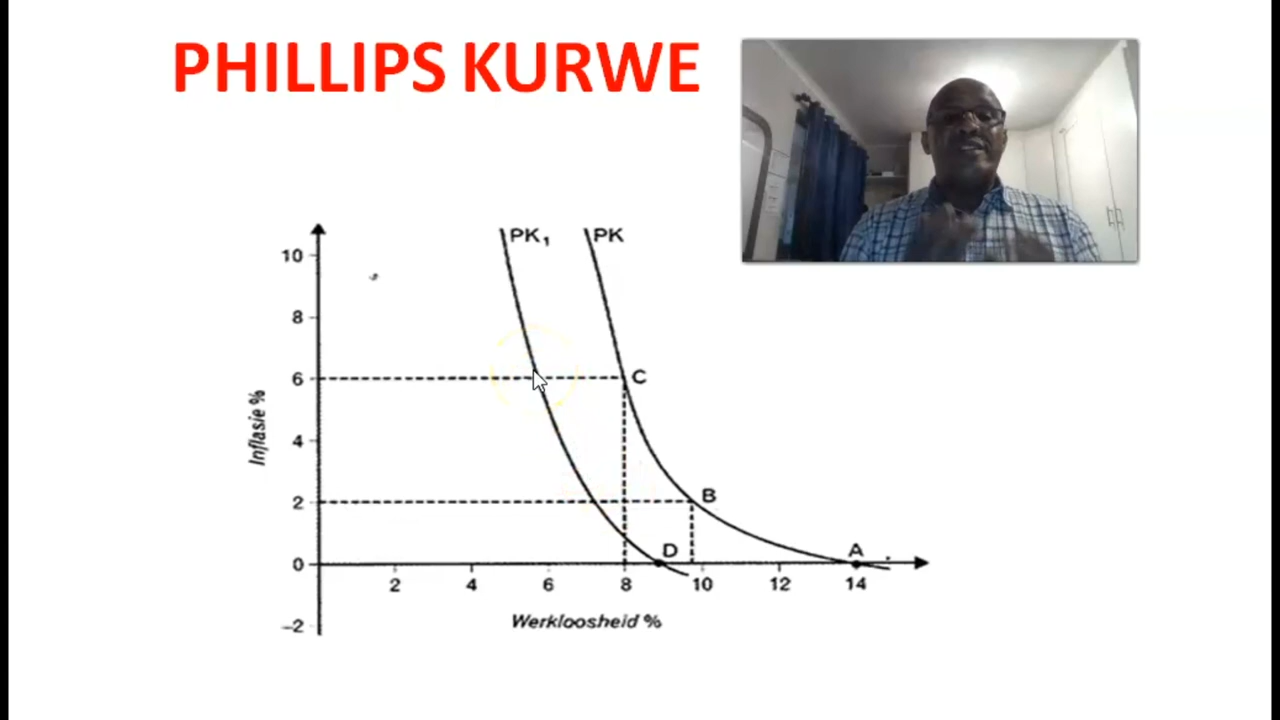 PHILLIPS KURWE
PK₁ PK
10
8
6 C
4
2 B
0 D A
2 4 6 8 10 12 14
-2
Inflasie %
Werkloosheid %